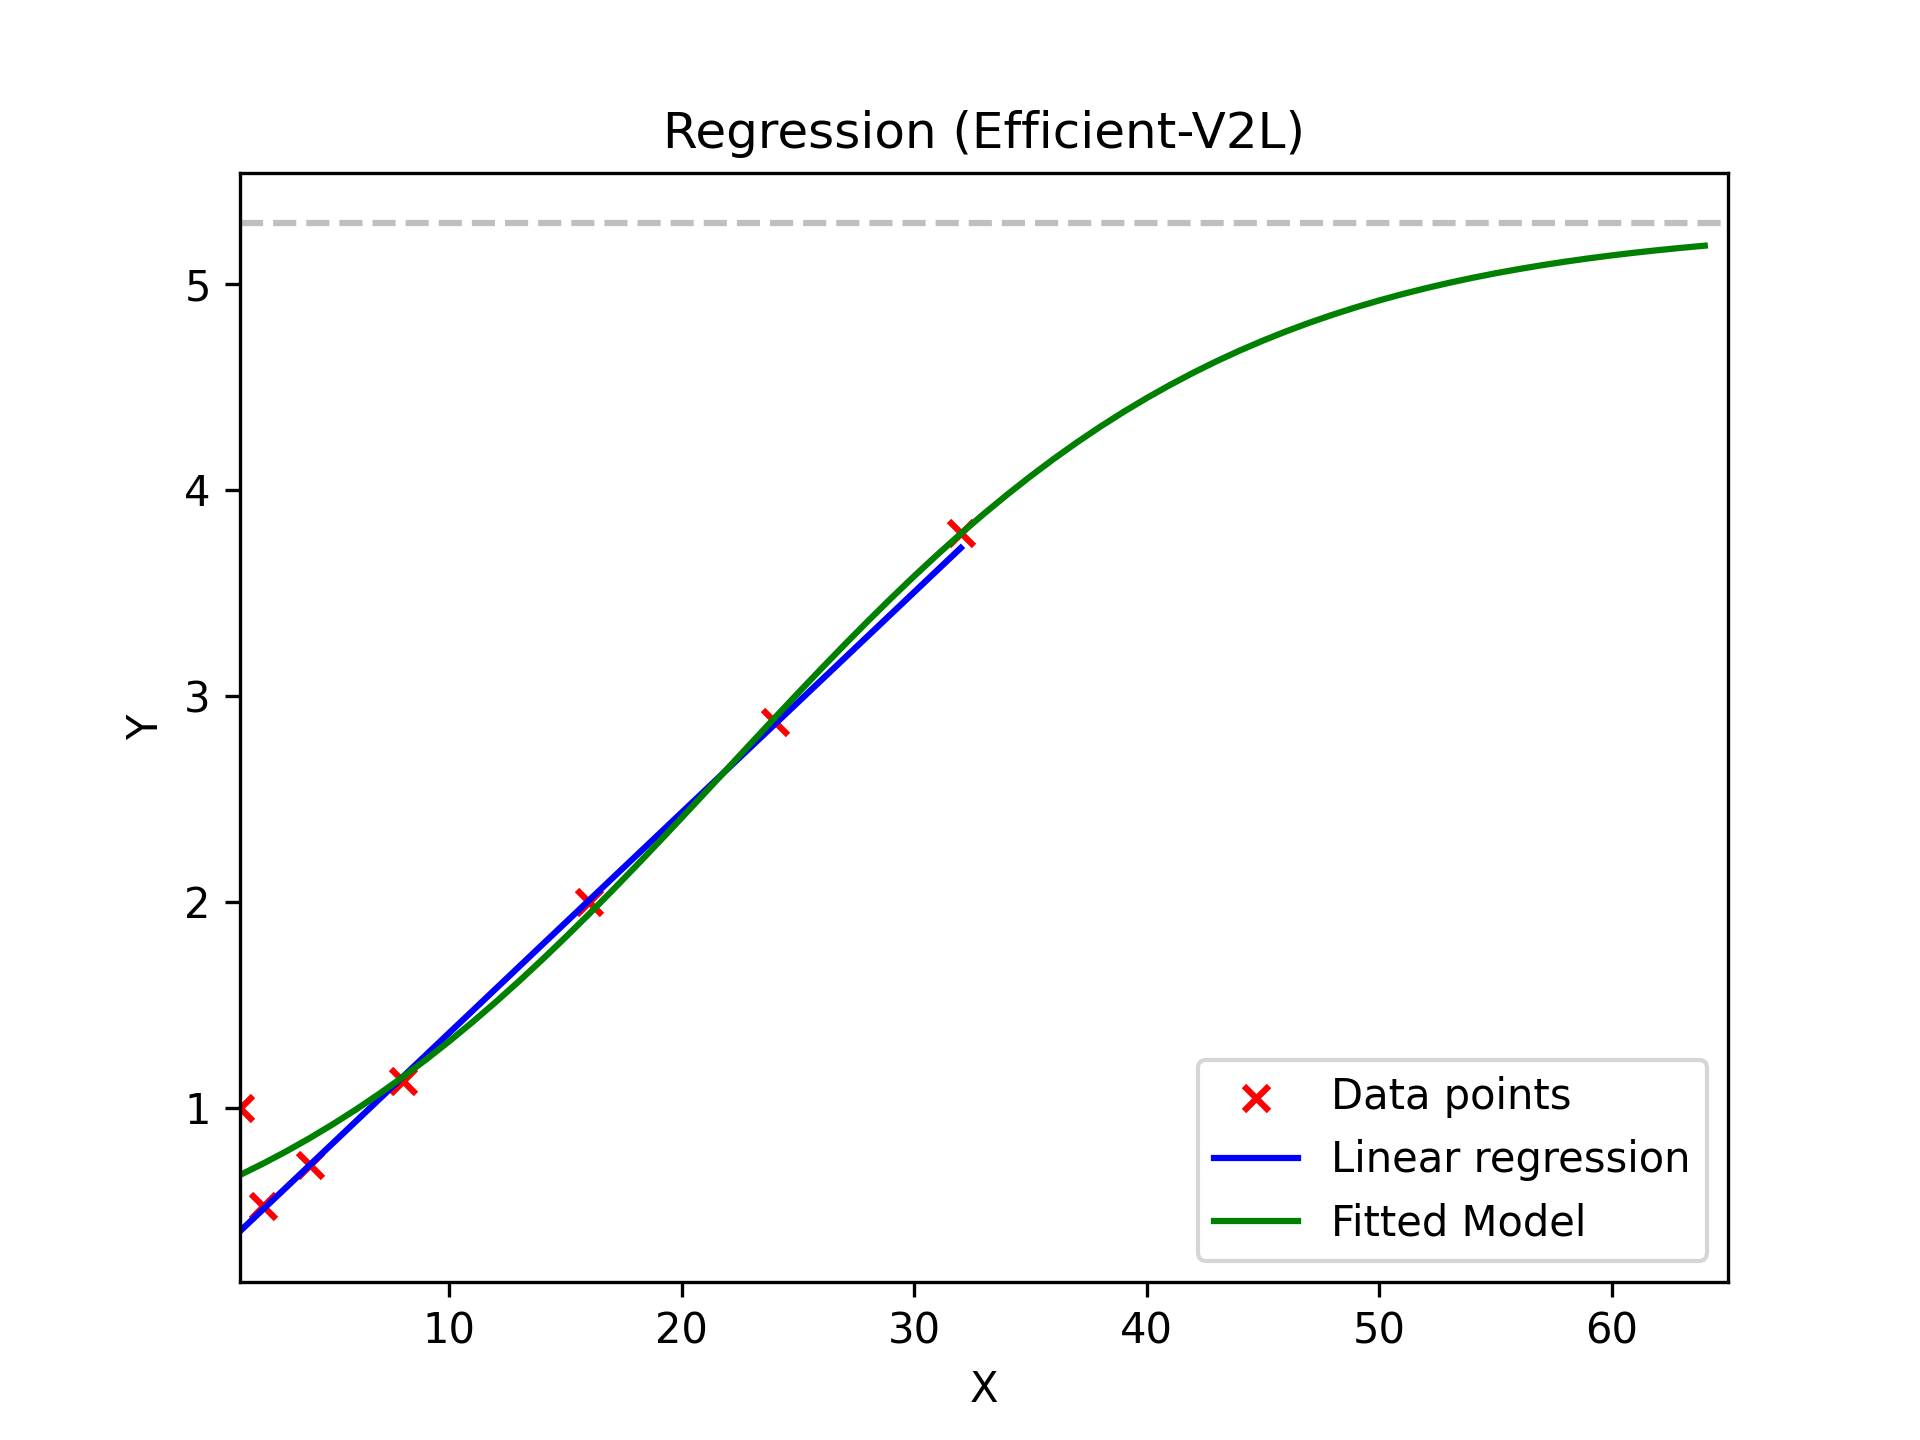 Regression (Efficient-V2L)
5
4
3
2
1
Y
Data points
Linear regression
Fitted Model
10 20 30 40 50 60
X